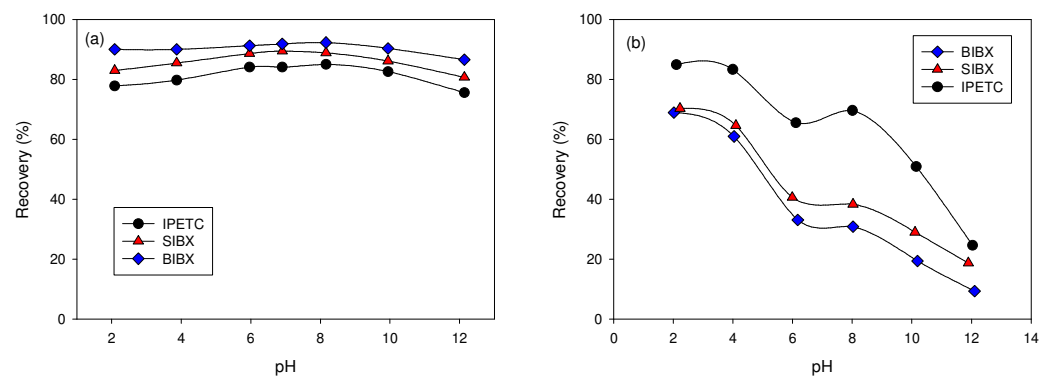 100
80
60
40
20
0
Recovery (%)
(a)
IPETC
SIBX
BIBX
2 4 6 8 10 12
pH
100
80
60
40
20
0
Recovery (%)
(b)
BIBX
SIBX
IPETC
0 2 4 6 8 10 12 14
pH